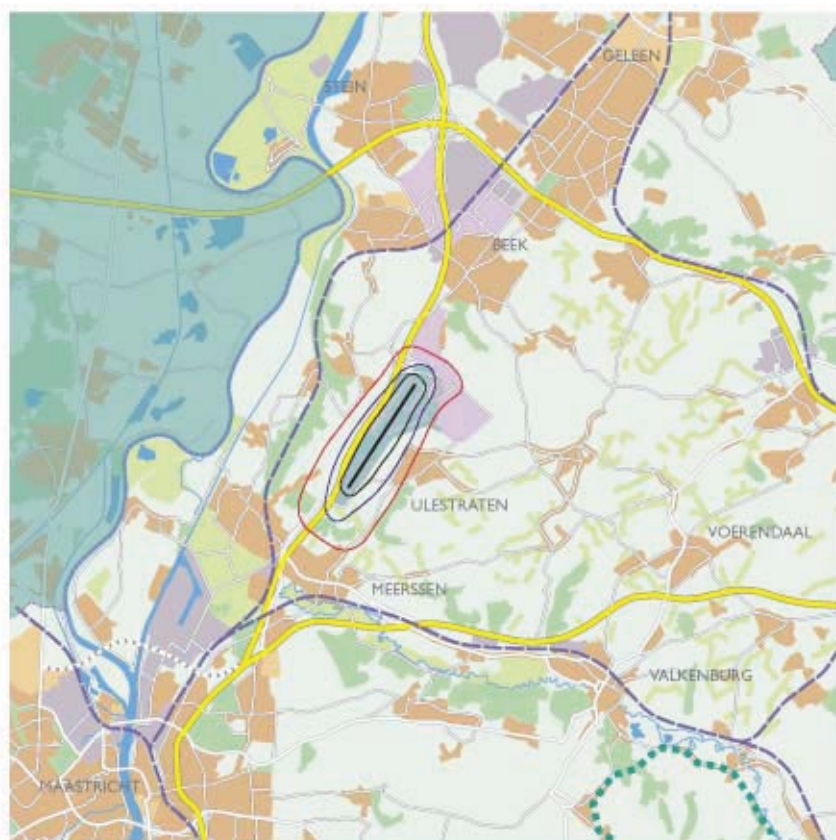 GELEEN
STEIN
BEEK
ULESTRATEN
VOERENDAAL
MEERSSEN
VALKENBURG
MAASTRICHT